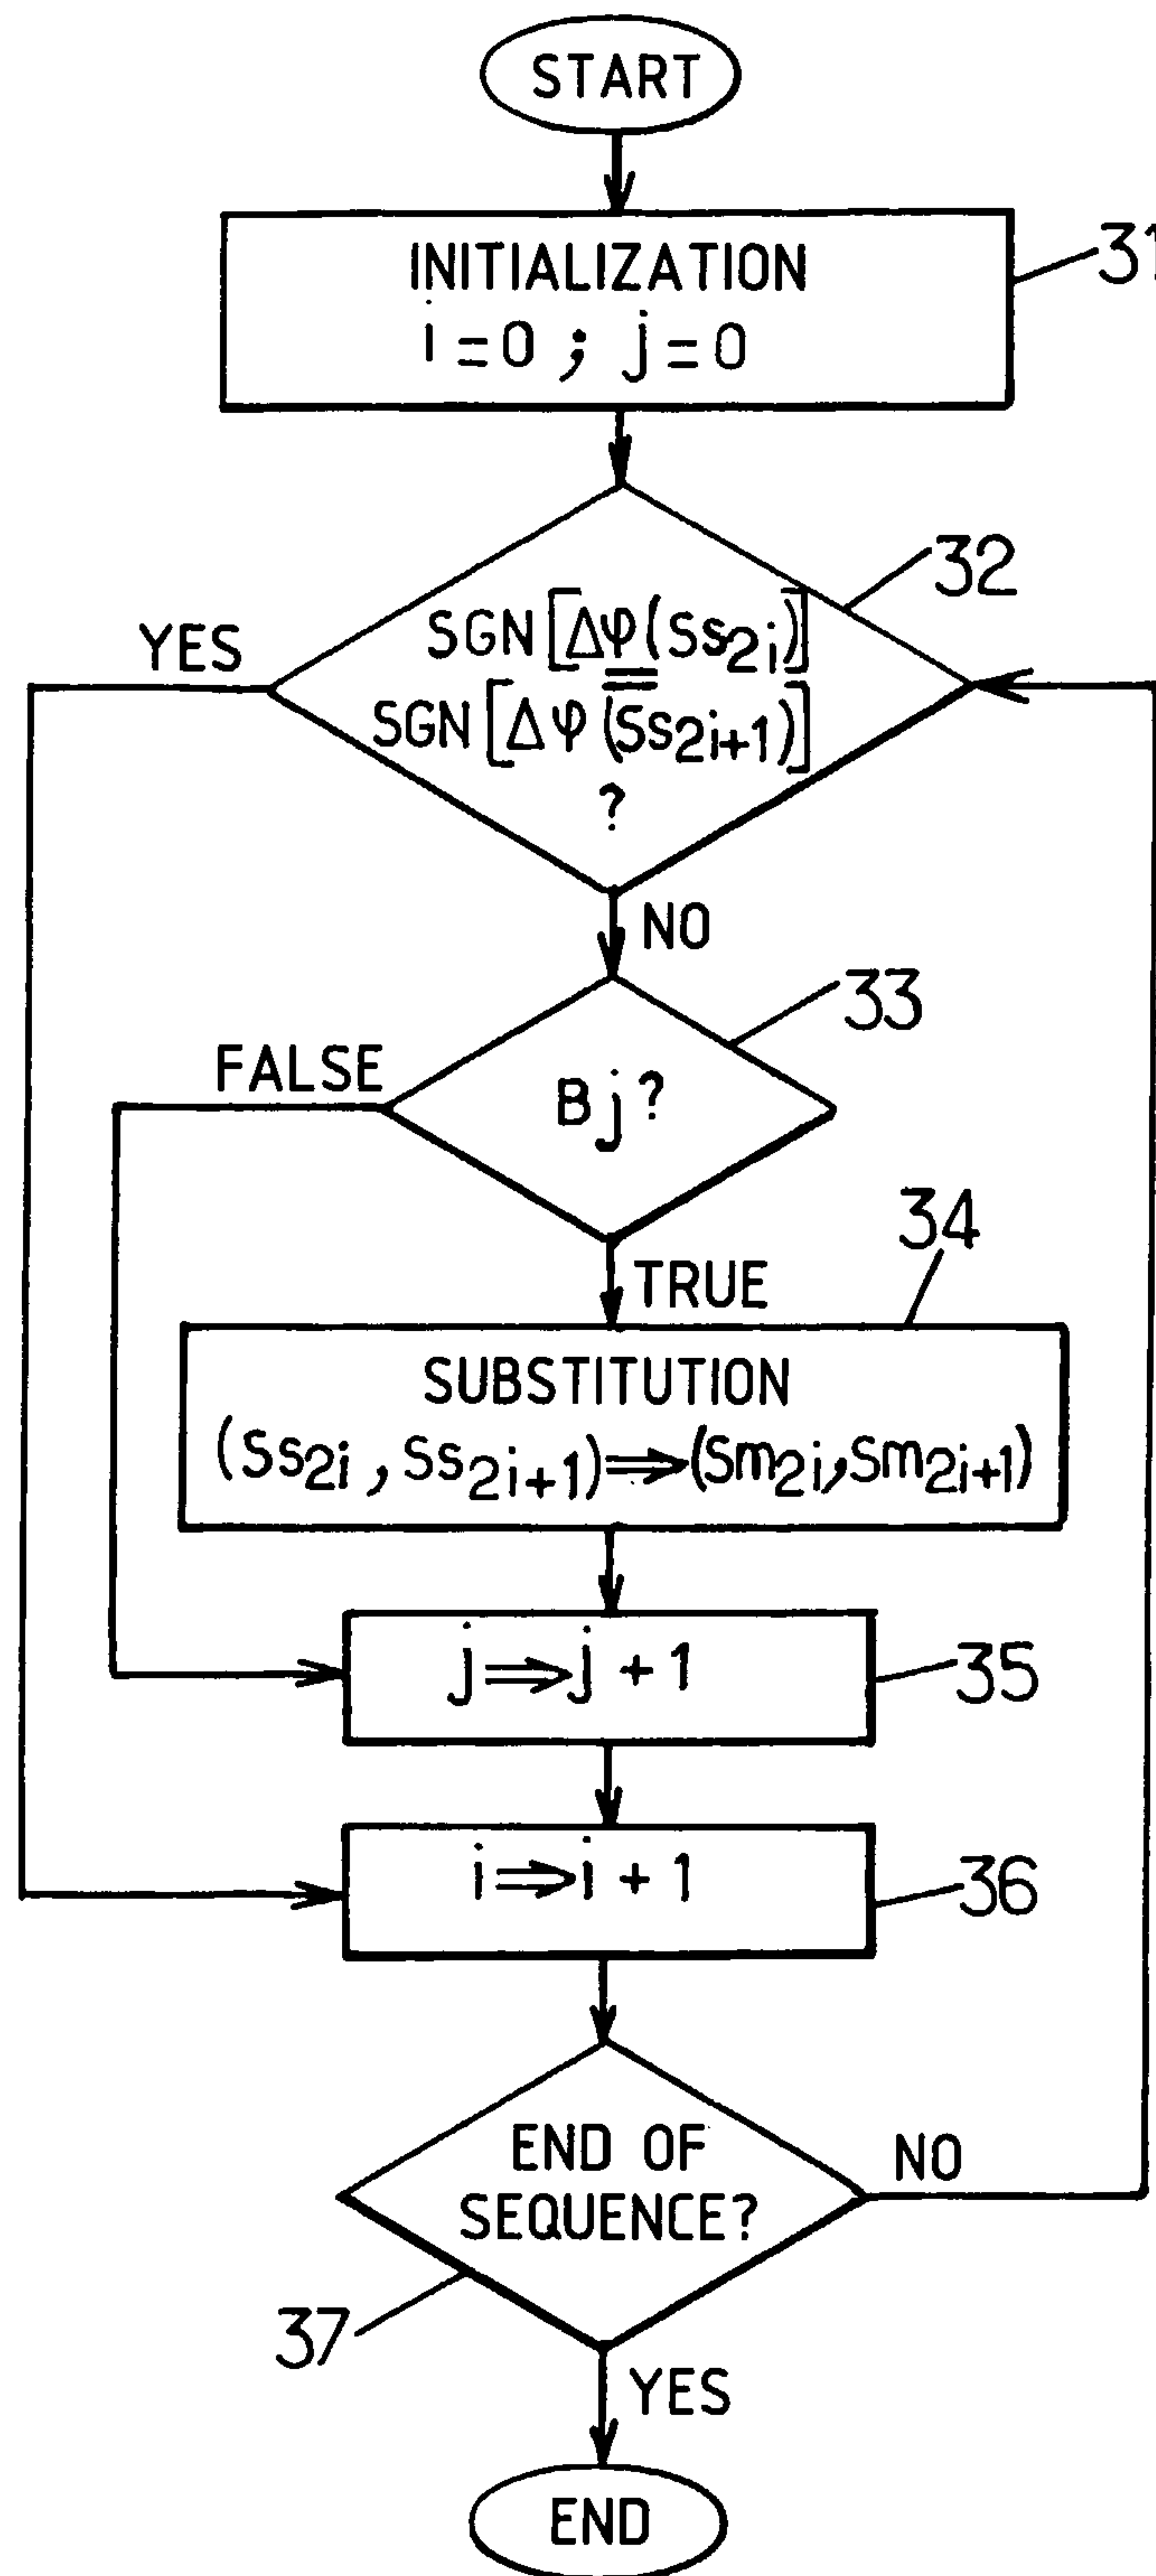 START
INITIALIZATION
i = 0 ; j = 0
31
32
YES
SGN [Δφ(Ss2i)]
=
SGN [Δφ(Ss2i+1)]
?
NO
33
FALSE
Bj ?
34
TRUE
SUBSTITUTION
(Ss2i , Ss2i+1) ⇒ (Sm2i, Sm2i+1)
j ⇒ j + 1
35
i ⇒ i + 1
36
END OF
SEQUENCE?
NO
37
YES
END